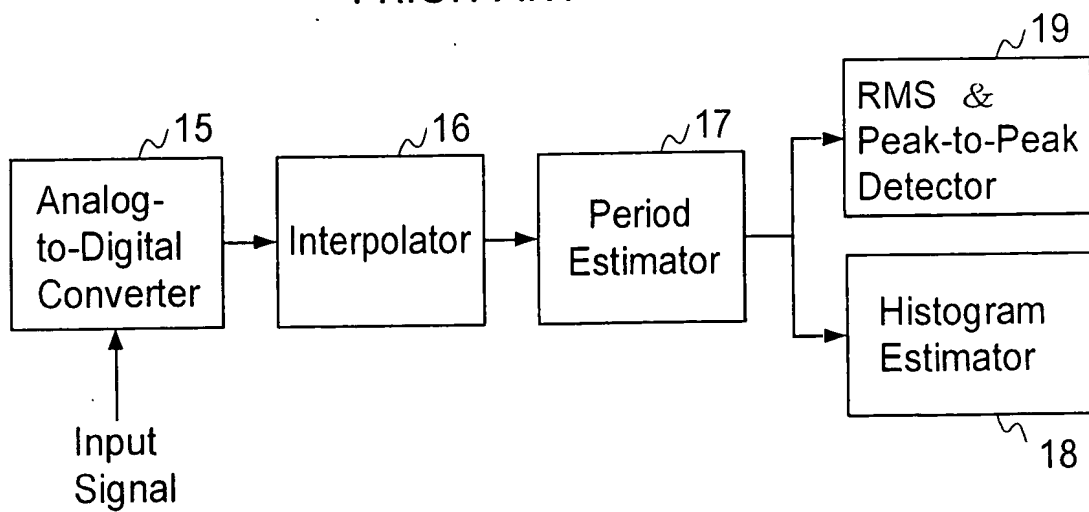 15
Analog-
to-Digital
Converter
Input
Signal
16
Interpolator
17
Period
Estimator
19
RMS &
Peak-to-Peak
Detector
Histogram
Estimator
18